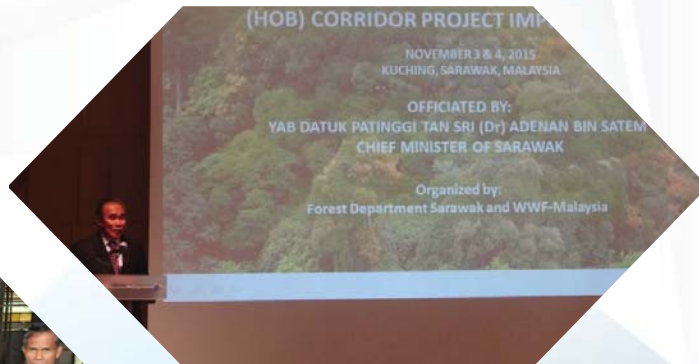 (HOB) CORRIDOR PROJECT
NOVEMBER 3 & 4, 2015
KUCHING, SARAWAK, MALAYSIA
OFFICIATED BY:
YAB DATUK PATINGGI TAN SRI (Dr) ADENAN BIN SATEM
CHIEF MINISTER OF SARAWAK
Organized by:
Forest Department Sarawak and WWF-Malaysia